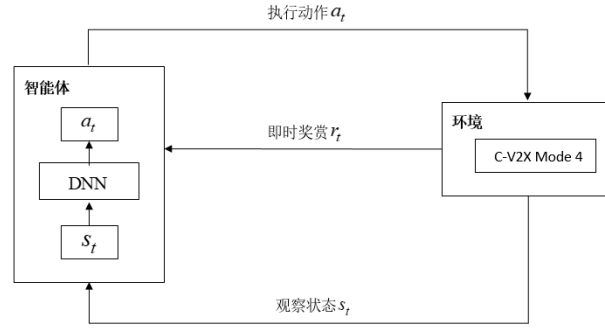 执行动作 a_t
智能体
a_t
DNN
s_t
即时奖赏 r_t
环境
C-V2X Mode 4
观察状态 s_t